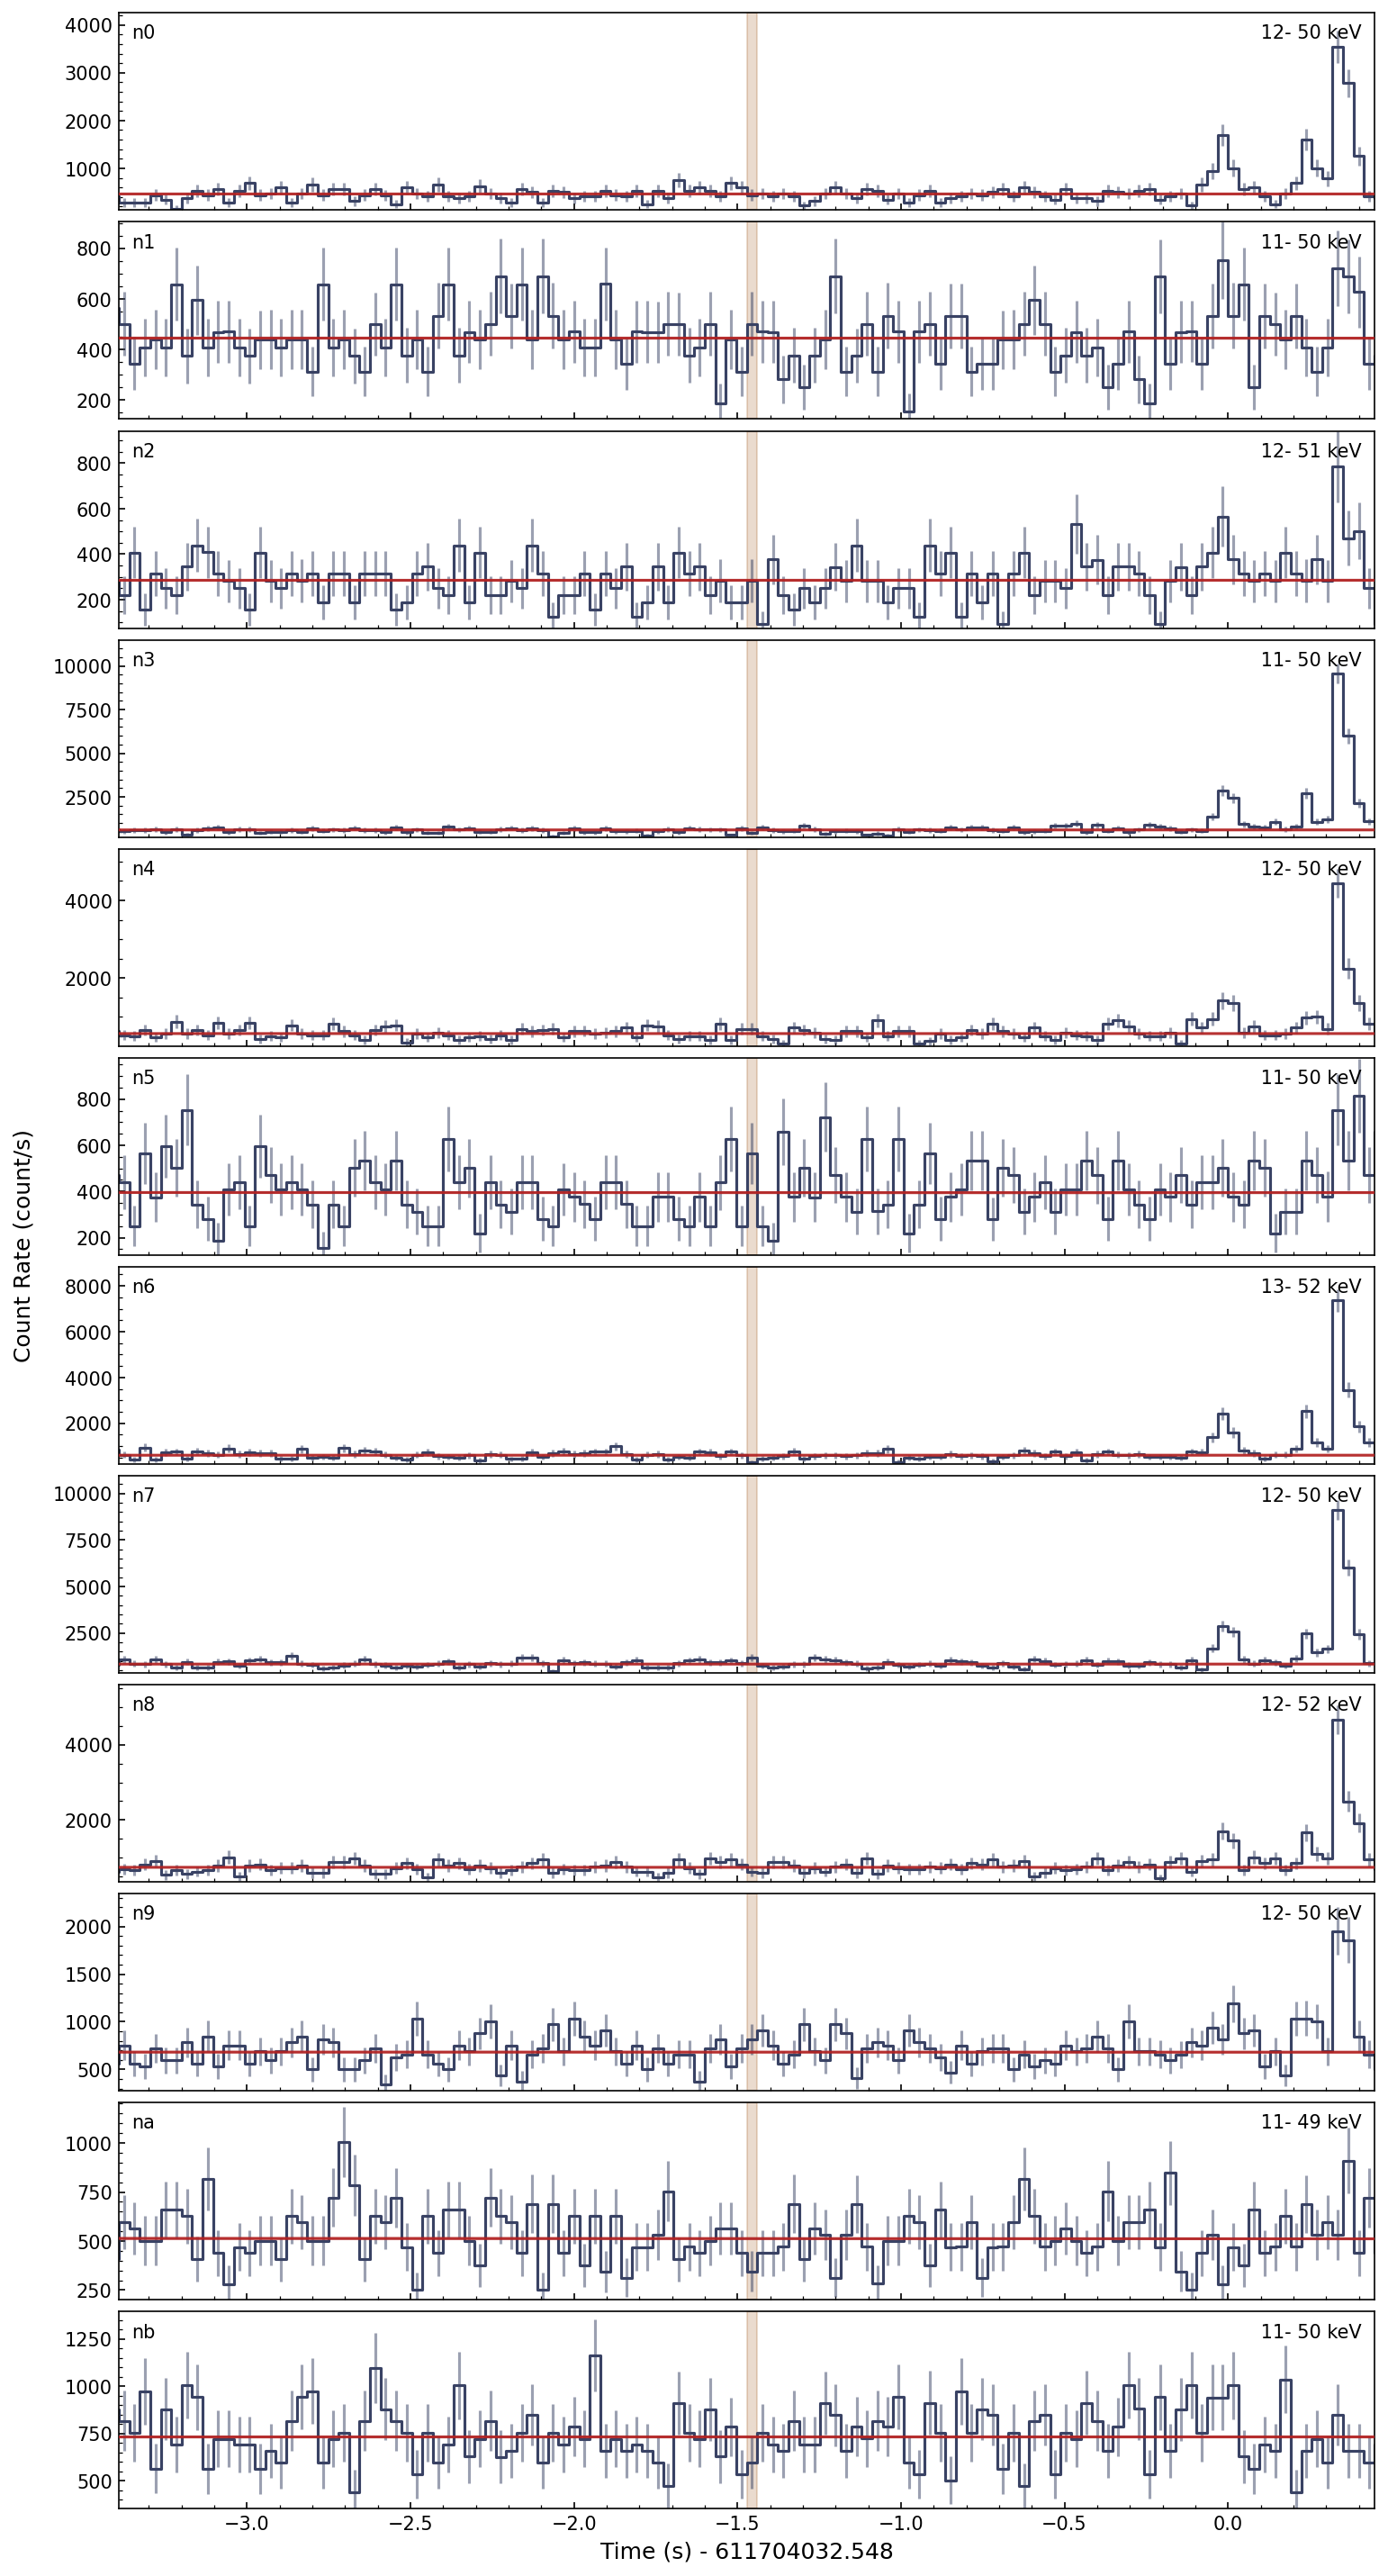 n0 12- 50 keV
4000
3000
2000
1000
n1 11- 50 keV
800
600
400
200
n2 12- 51 keV
800
600
400
200
n3 11- 50 keV
10000
7500
5000
2500
n4 12- 50 keV
4000
2000
n5 11- 50 keV
800
600
400
200
Count Rate (count/s)
n6 13- 52 keV
8000
6000
4000
2000
n7 12- 50 keV
10000
7500
5000
2500
n8 12- 52 keV
4000
2000
n9 12- 50 keV
2000
1500
1000
500
na 11- 49 keV
1000
750
500
250
nb 11- 50 keV
1250
1000
750
500
−3.0 −2.5 −2.0 −1.5 −1.0 −0.5 0.0
Time (s) - 611704032.548